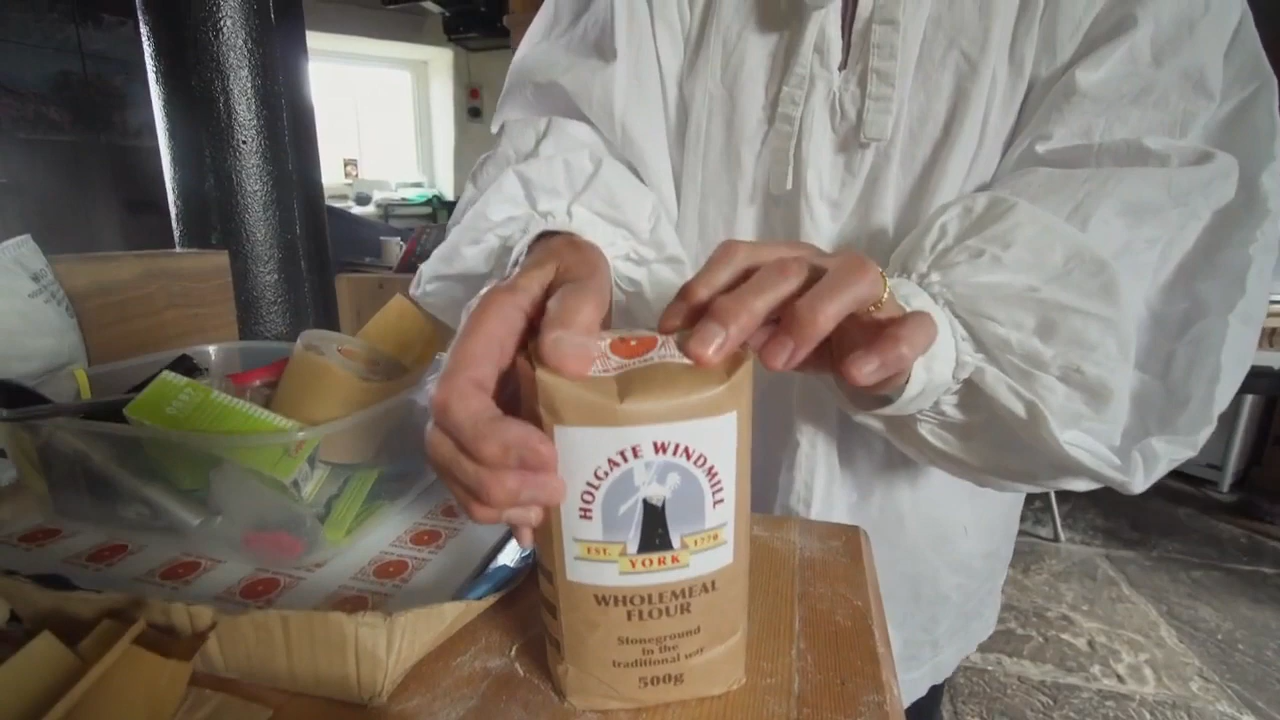 HOLGATE WINDMILL
EST. 1770
YORK
WHOLEMEAL
FLOUR
Stoneground
in the
traditional way
500g